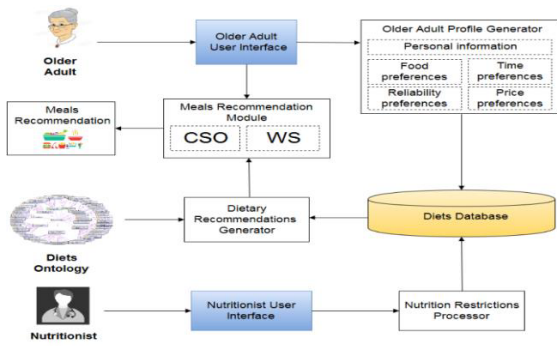 Older Adult
User Interface
Older Adult Profile Generator
Personal information
Food
preferences
Time
preferences
Reliability
preferences
Price
preferences
Older
Adult
Meals
Recommendation
Meals Recommendation
Module
CSO
WS
Dietary
Recommendations
Generator
Diets Database
Diets
Ontology
Nutritionist User
Interface
Nutrition Restrictions
Processor
Nutritionist